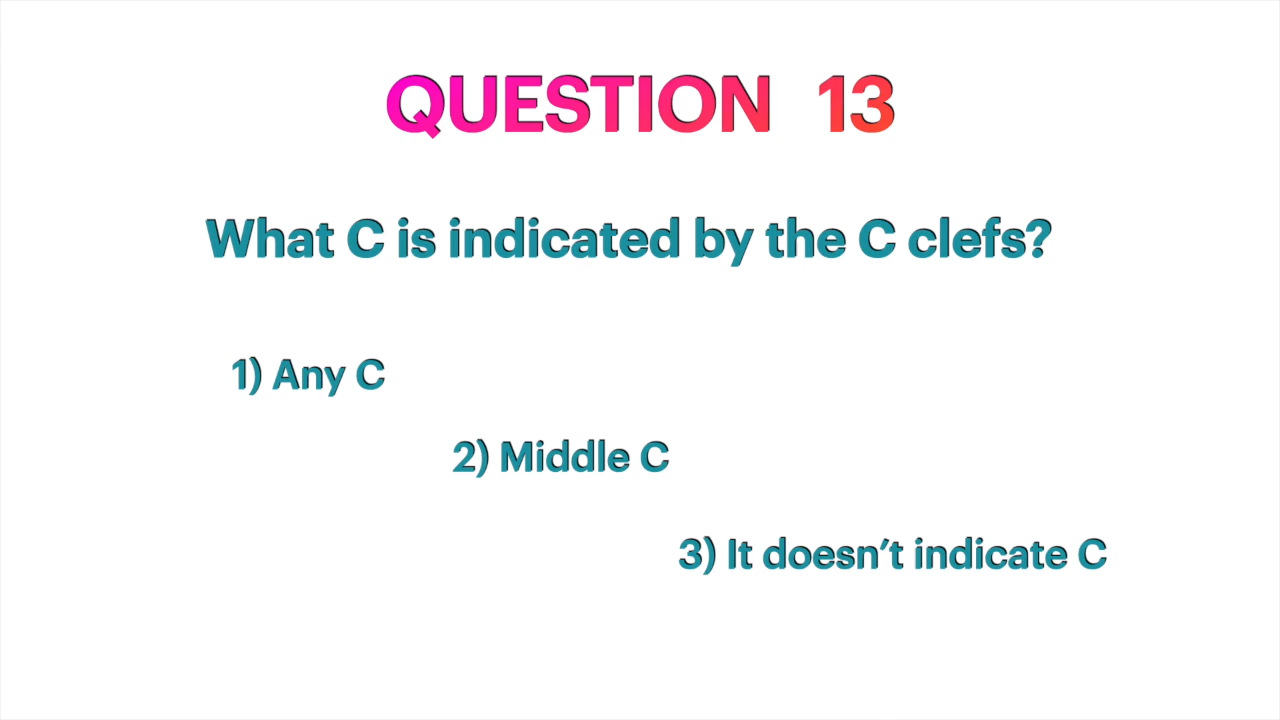 QUESTION 13
What C is indicated by the C clefs?
1) Any C
2) Middle C
3) It doesn’t indicate C